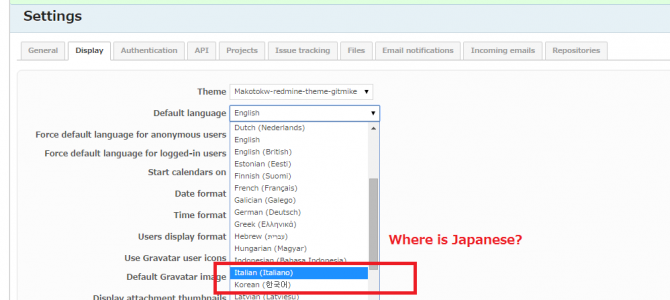 Settings
General Display Authentication API Projects Issue tracking Files Email notifications Incoming emails Repositories
Theme Makotokw-redmine-theme-gitmike
Default language English
Dutch (Nederlands)
Force default language for anonymous users English
English (British)
Force default language for logged-in users Estonian (Eesti)
Start calendars on Finnish (Suomi)
French (Français)
Date format Galician (Galego)
German (Deutsch)
Time format Greek (Ελληνικά)
Users display format Hebrew (עברית)
Hungarian (Magyar)
Where is Japanese?
Use Gravatar user icons Indonesian (Bahasa Indonesia)
Default Gravatar image Italian (Italiano)
Korean (한국어)
Display attachment thumbnails Latvian (Latviešu)